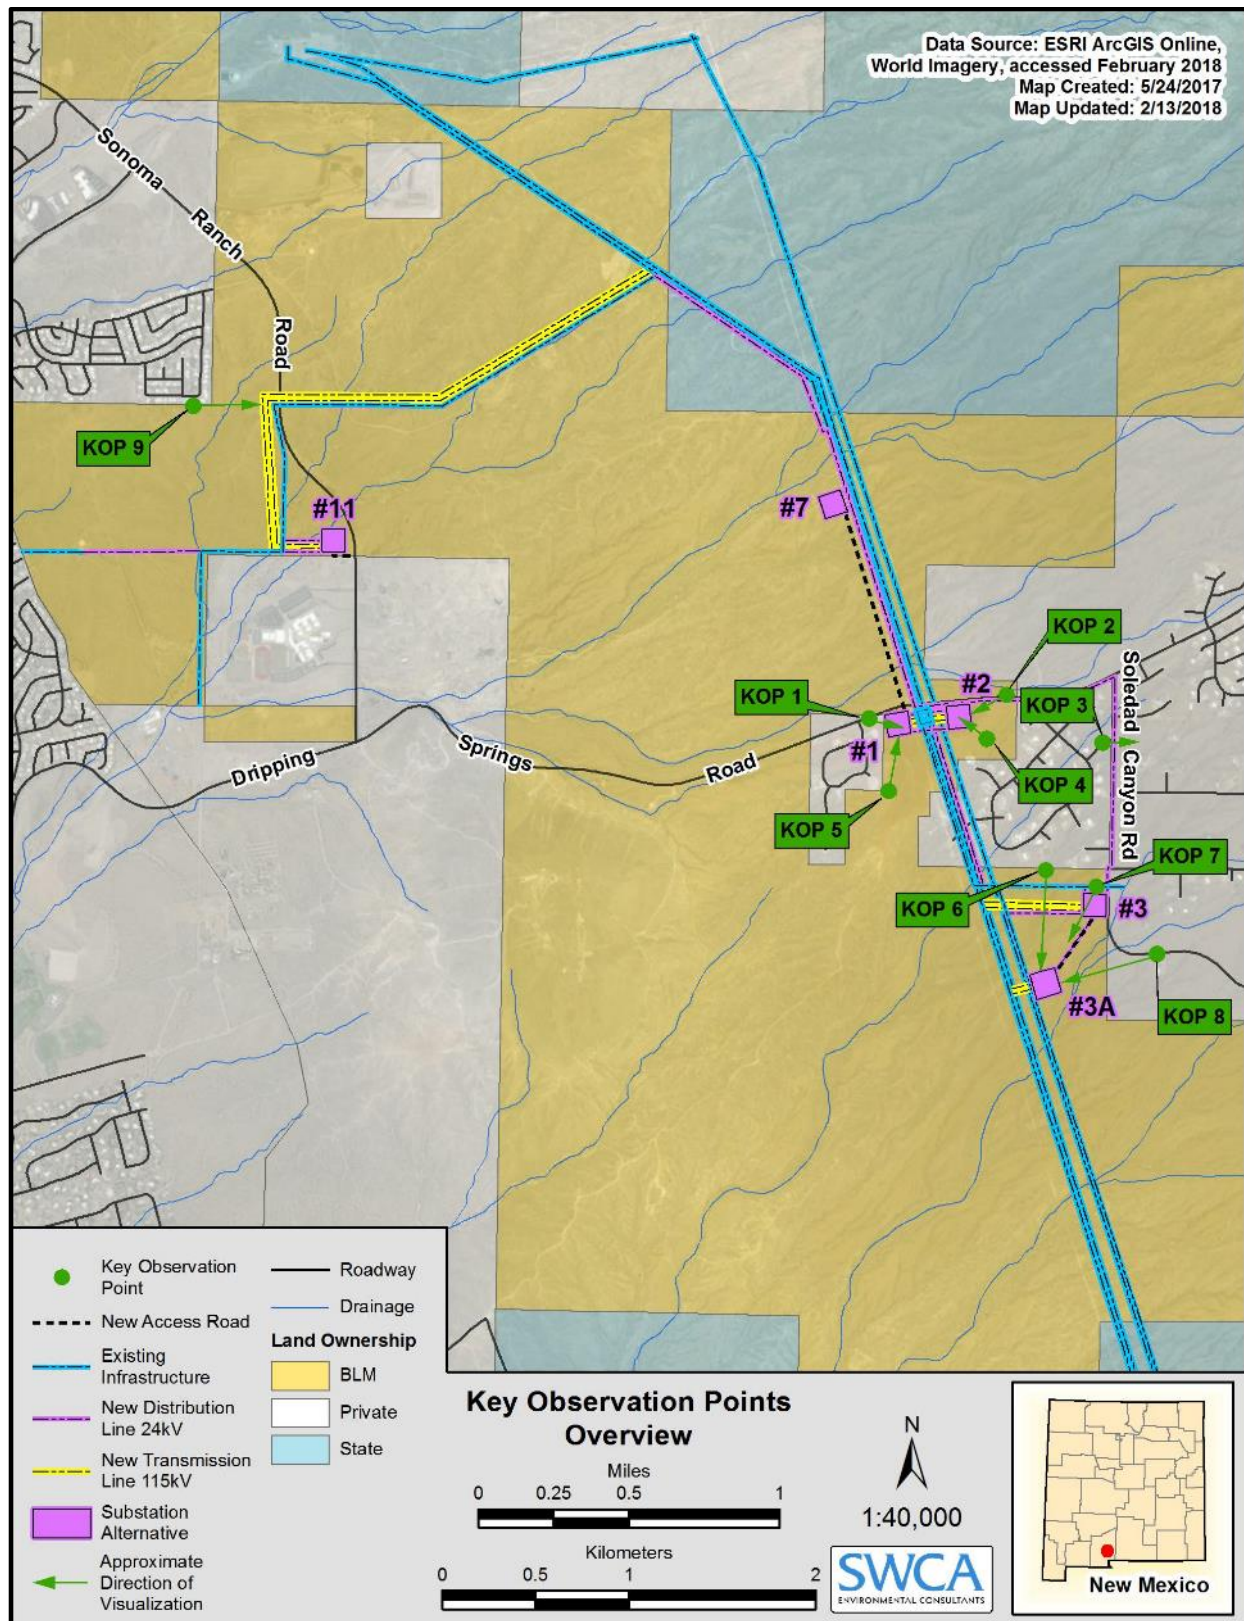 Data Source: ESRI ArcGIS Online,
World Imagery, accessed February 2018
Map Created: 5/24/2017
Map Updated: 2/13/2018
Sonoma
Ranch
Road
KOP 9
#11
#7
KOP 2
KOP 1
#2
KOP 3
Soledad
Canyon Rd
#1
Dripping
Springs
Road
KOP 4
KOP 5
KOP 7
KOP 6
#3
#3A
KOP 8
Key Observation
Point
New Access Road
Existing
Infrastructure
New Distribution
Line 24kV
New Transmission
Line 115kV
Substation
Alternative
Approximate
Direction of
Visualization
Roadway
Drainage
Land Ownership
BLM
Private
State
Key Observation Points
Overview
Miles
0 0.25 0.5 1
Kilometers
0 0.5 1 2
N
1:40,000
SWCA
ENVIRONMENTAL CONSULTANTS
New Mexico